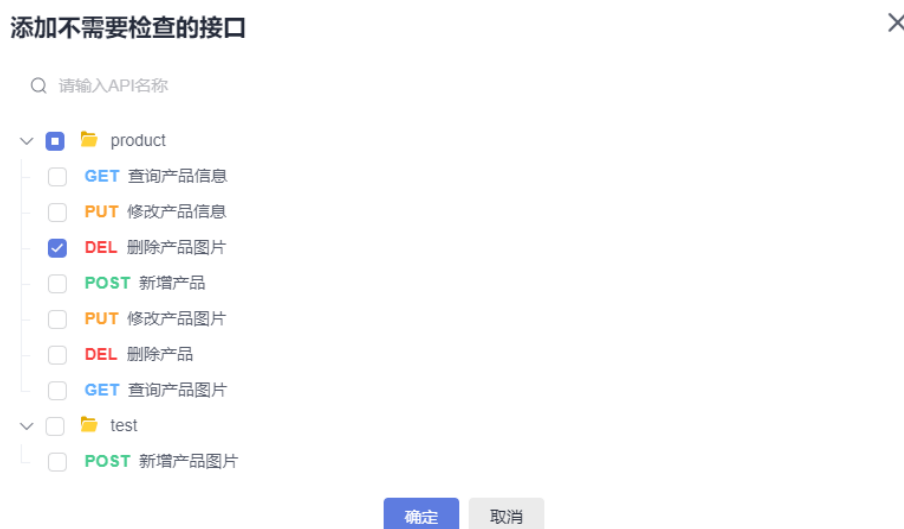 添加不需要检查的接口
请输入API名称
product
GET 查询产品信息
PUT 修改产品信息
DEL 删除产品图片
POST 新增产品
PUT 修改产品图片
DEL 删除产品
GET 查询产品图片
test
POST 新增产品图片
确定 取消